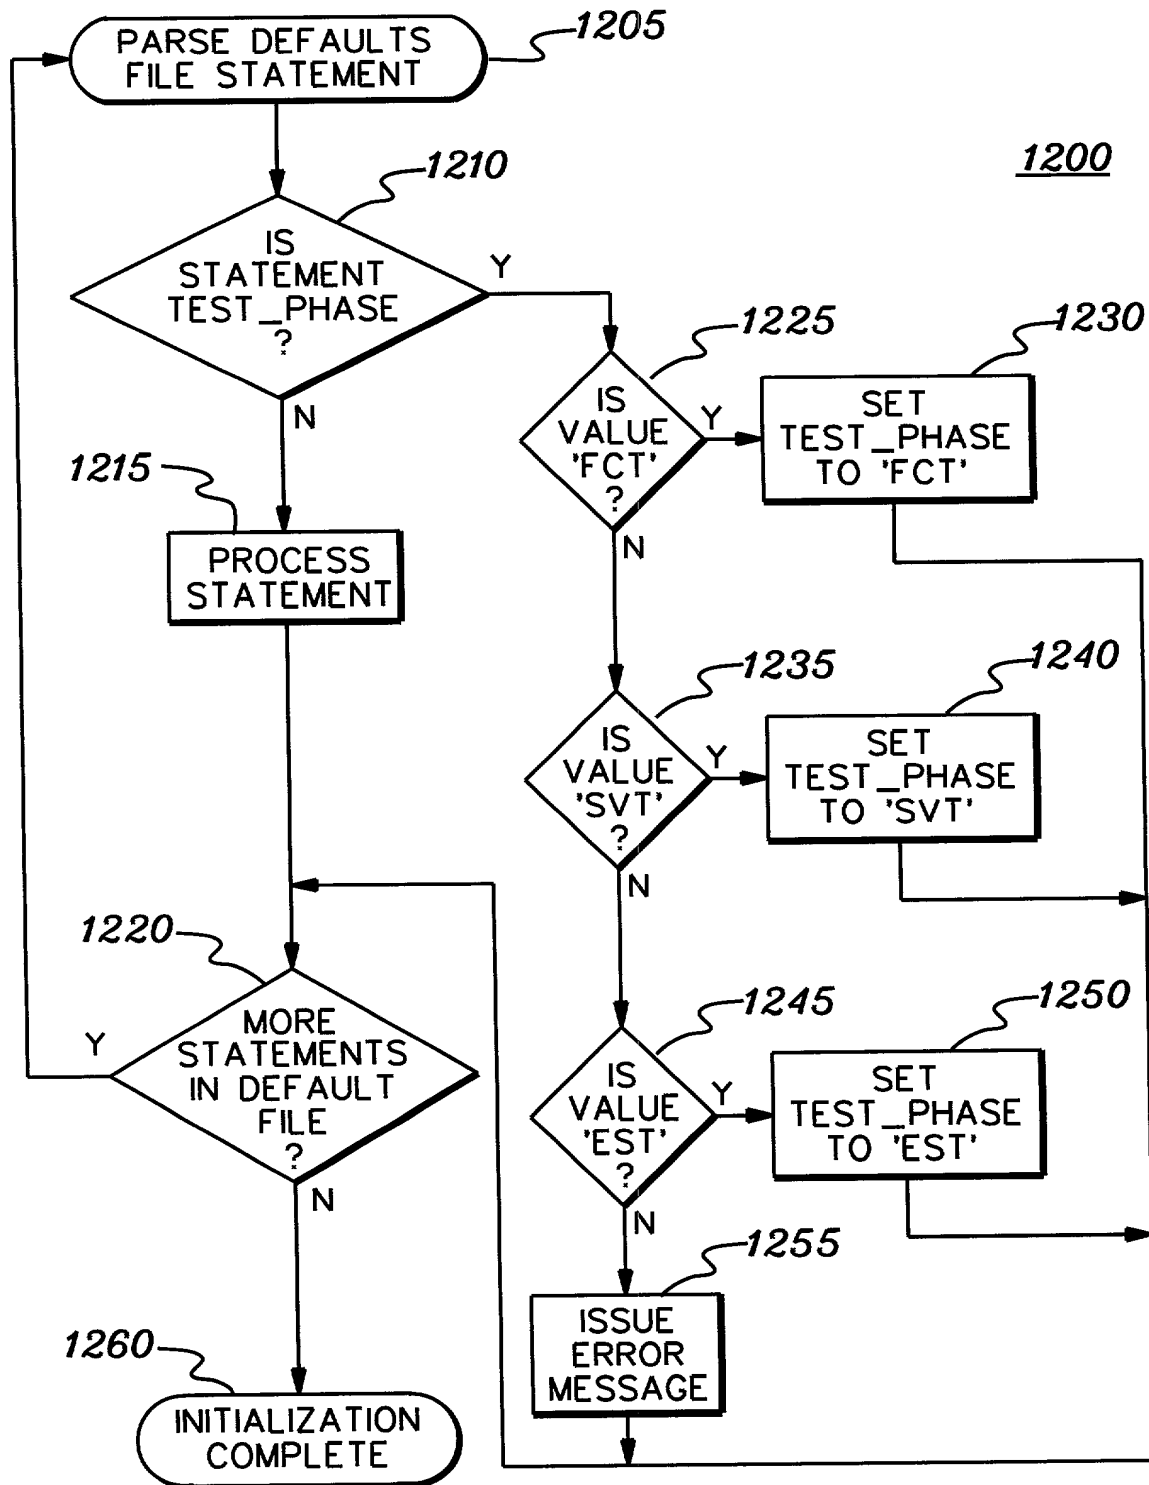 PARSE DEFAULTS
FILE STATEMENT
1205
1200
1210
IS
STATEMENT
TEST_PHASE
?
Y
N
1215
PROCESS
STATEMENT
1225
IS
VALUE
'FCT'
?
Y
N
1230
SET
TEST_PHASE
TO 'FCT'
1235
IS
VALUE
'SVT'
?
Y
N
1240
SET
TEST_PHASE
TO 'SVT'
1220
MORE
STATEMENTS
IN DEFAULT
FILE
?
Y
N
1245
IS
VALUE
'EST'
?
Y
N
1250
SET
TEST_PHASE
TO 'EST'
1255
ISSUE
ERROR
MESSAGE
1260
INITIALIZATION
COMPLETE